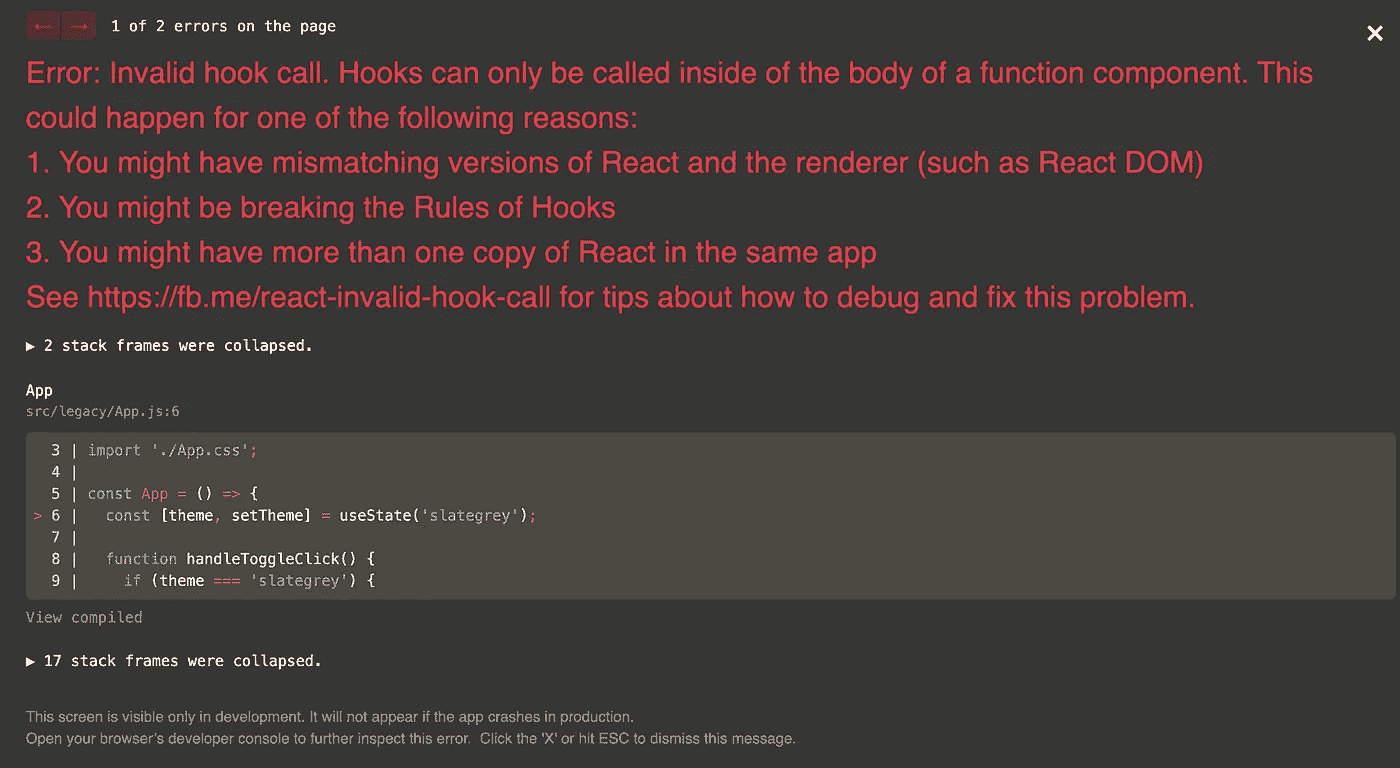 1 of 2 errors on the page
Error: Invalid hook call. Hooks can only be called inside of the body of a function component. This
could happen for one of the following reasons:
1. You might have mismatching versions of React and the renderer (such as React DOM)
2. You might be breaking the Rules of Hooks
3. You might have more than one copy of React in the same app
See https://fb.me/react-invalid-hook-call for tips about how to debug and fix this problem.
▶ 2 stack frames were collapsed.
App
src/legacy/App.js:6
3 | import './App.css';
4 |
5 | const App = () => {
> 6 |   const [theme, setTheme] = useState('slategrey');
7 |
8 |   function handleToggleClick() {
9 |     if (theme === 'slategrey') {
View compiled
▶ 17 stack frames were collapsed.
This screen is visible only in development. It will not appear if the app crashes in production.
Open your browser's developer console to further inspect this error.  Click the 'X' or hit ESC to dismiss this message.